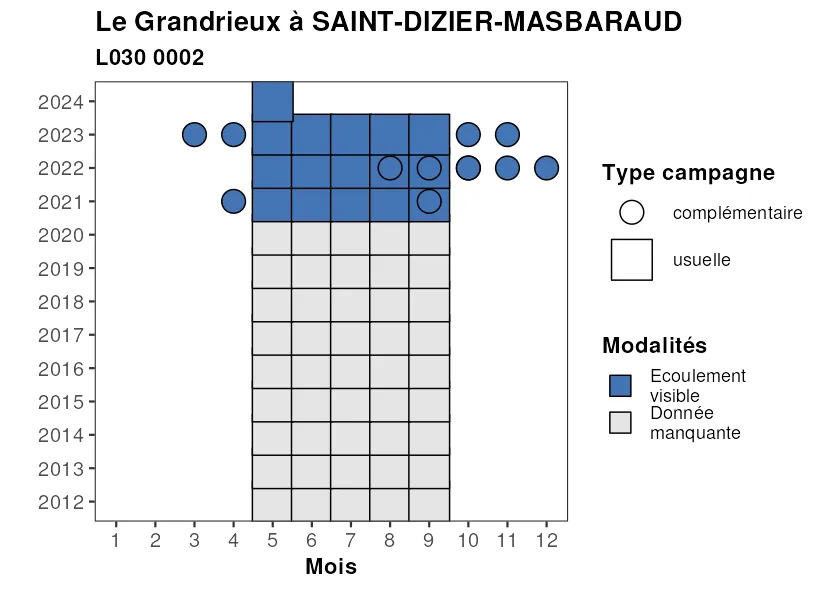 Le Grandrieux à SAINT-DIZIER-MASBARAUD
L030 0002
2024
2023
2022
2021
2020
2019
2018
2017
2016
2015
2014
2013
2012
1 2 3 4 5 6 7 8 9 10 11 12
Mois
Type campagne
complémentaire
usuelle
Modalités
Ecoulement
visible
Donnée
manquante